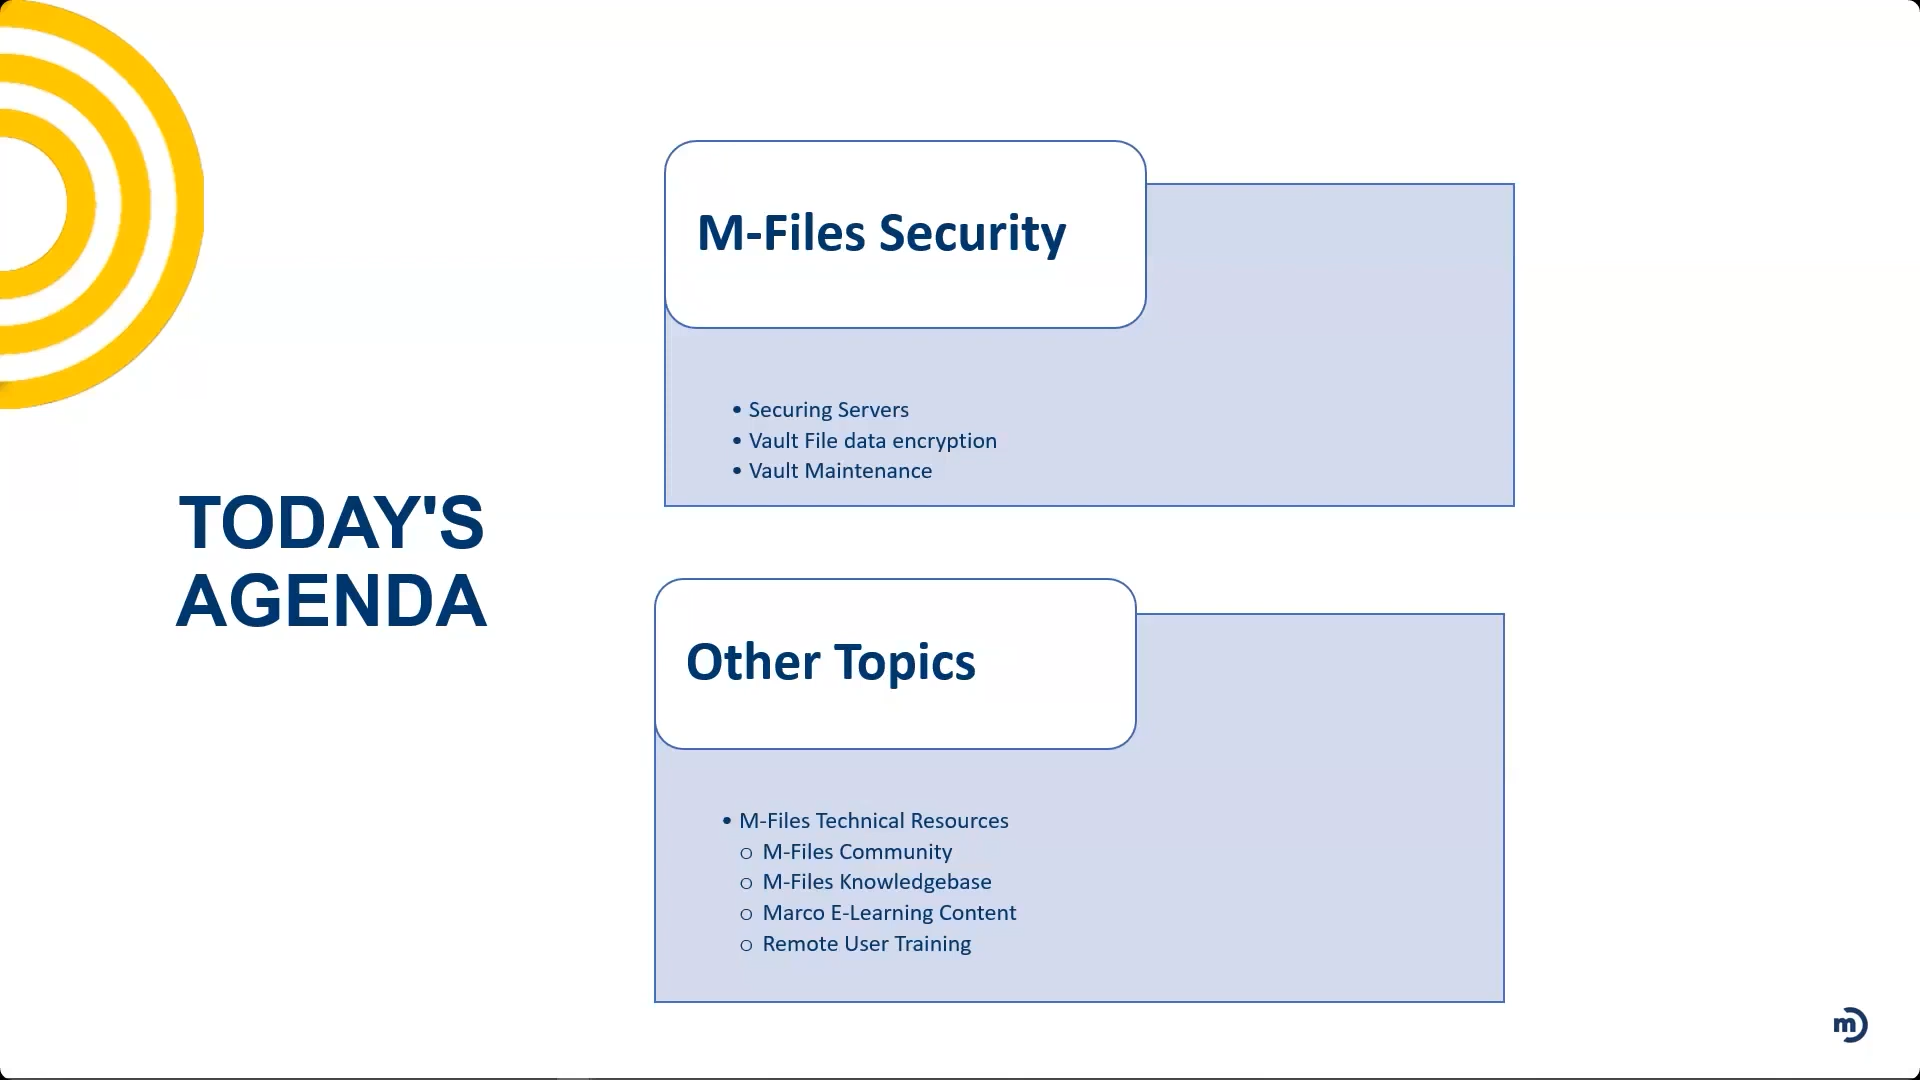 TODAY'S
AGENDA
M-Files Security
• Securing Servers
• Vault File data encryption
• Vault Maintenance
Other Topics
• M-Files Technical Resources
o M-Files Community
o M-Files Knowledgebase
o Marco E-Learning Content
o Remote User Training
m